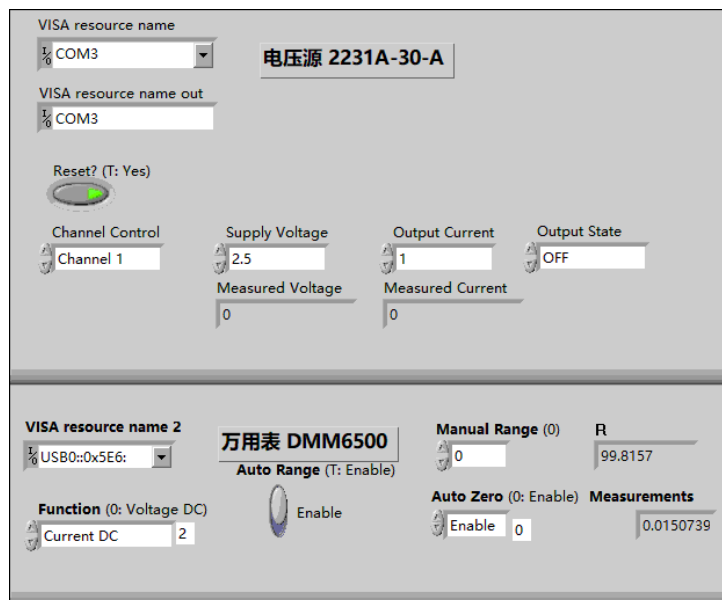 VISA resource name
COM3
电压源 2231A-30-A
VISA resource name out
COM3
Reset? (T: Yes)
Channel Control
Supply Voltage
Output Current
Output State
Channel 1
2.5
1
OFF
Measured Voltage
Measured Current
0
0
VISA resource name 2
USB0::0x5E6:
万用表 DMM6500
Manual Range (0)
R
0
99.8157
Auto Range (T: Enable)
Enable
Function (0: Voltage DC)
Current DC
2
Auto Zero (0: Enable)
Measurements
Enable
0
0.0150739